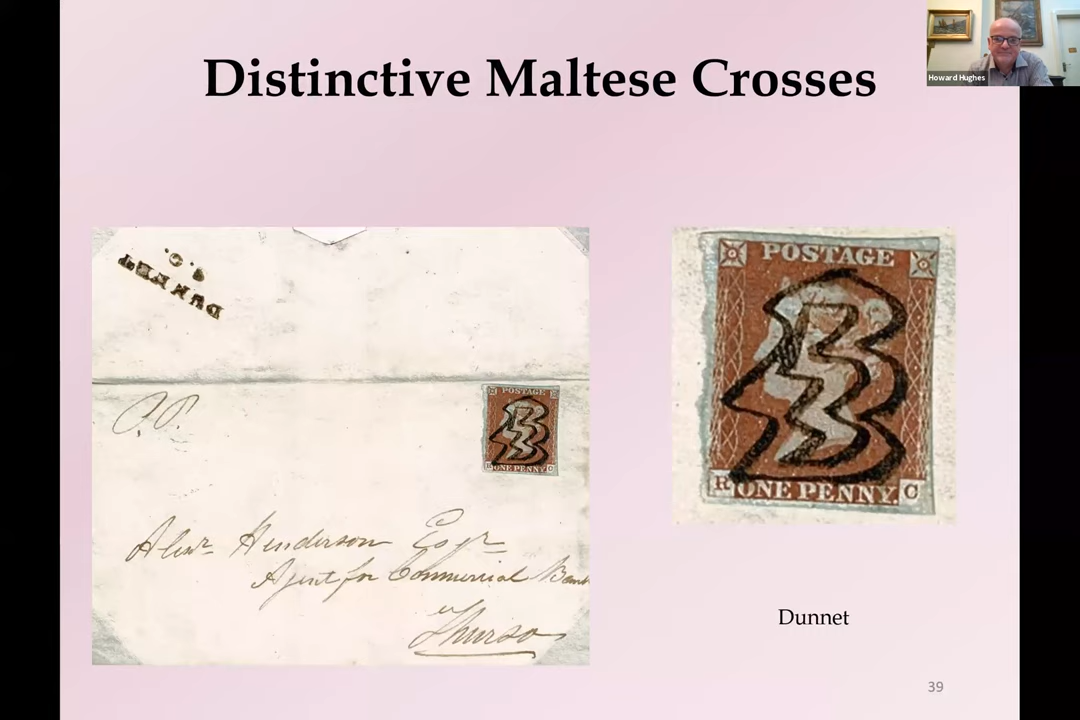 Distinctive Maltese Crosses
Howard Hughes
DUNNET
P.P.
POSTAGE
R ONE PENNY. C
Alexr. Henderson Esqr.
Agent for Commercial Bank
Thurso
POSTAGE
R ONE PENNY. C
Dunnet
39